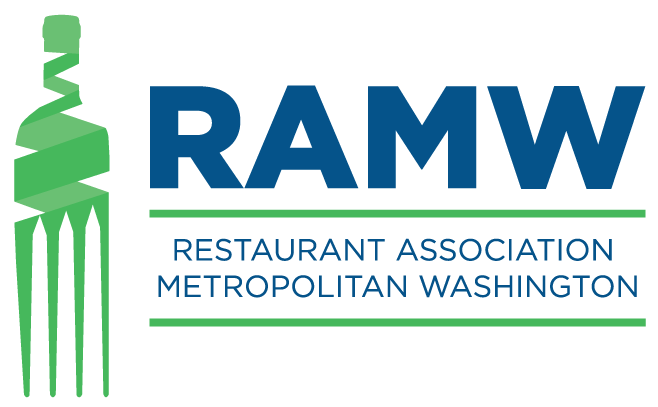 RAMW
RESTAURANT ASSOCIATION
METROPOLITAN WASHINGTON